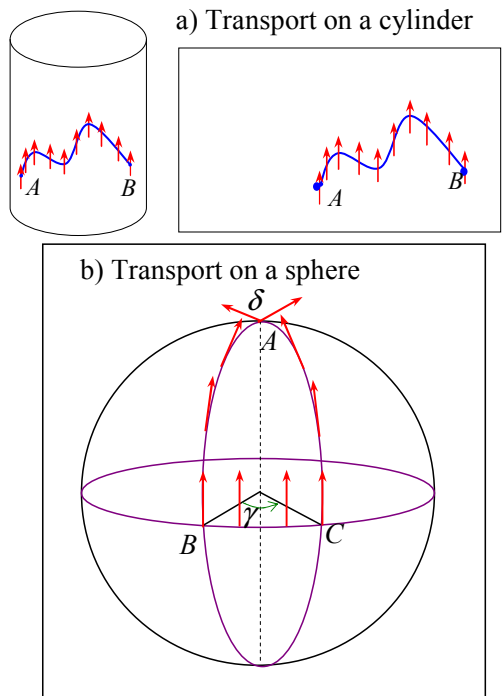 a) Transport on a cylinder
A
B
A
B
b) Transport on a sphere
δ
A
B
γ
C